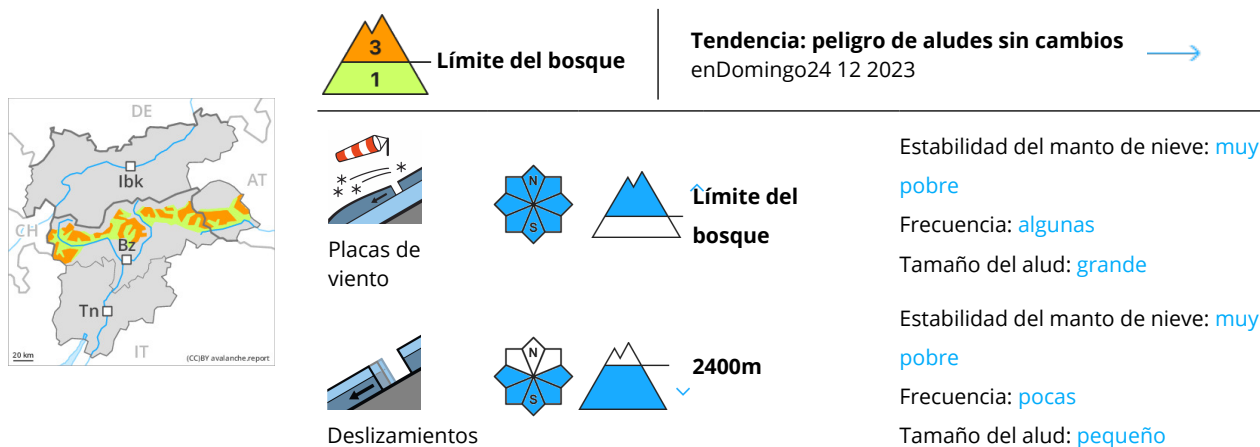 3
1
Límite del bosque
Tendencia: peligro de aludes sin cambios
enDomingo24 12 2023
DE
Ibk
AT
CH
Bz
Tn
IT
20 km
(CC)BY avalanche.report
Placas de
viento
N
S
Límite del
bosque
Estabilidad del manto de nieve: muy
pobre
Frecuencia: algunas
Tamaño del alud: grande
Deslizamientos
N
S
2400m
Estabilidad del manto de nieve: muy
pobre
Frecuencia: pocas
Tamaño del alud: pequeño